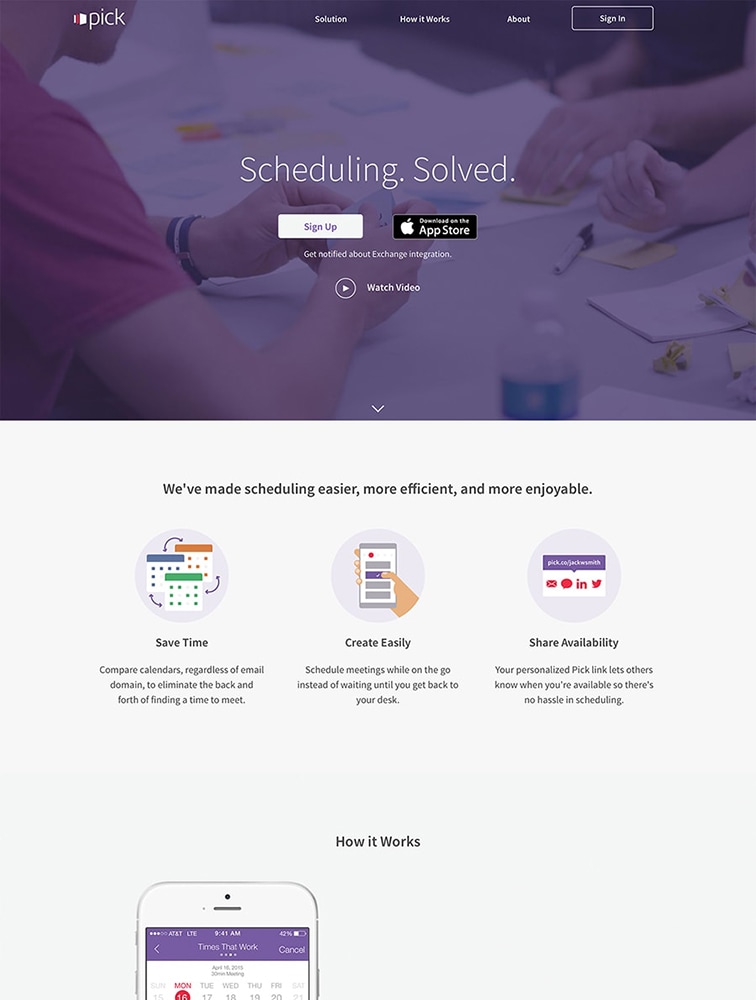 pick
Solution
How it Works
About
Sign In
Scheduling. Solved.
Sign Up
Download on the
App Store
Get notified about Exchange integration.
Watch Video
We've made scheduling easier, more efficient, and more enjoyable.
pick.co/jackwsmith
in
Save Time
Create Easily
Share Availability
Compare calendars, regardless of email
domain, to eliminate the back and
forth of finding a time to meet.
Schedule meetings while on the go
instead of waiting until you get back to
your desk.
Your personalized Pick link lets others
know when you're available so there's
no hassle in scheduling.
How it Works
AT&T LTE 9:41 AM 42%
Times That Work Cancel
April 16, 2015
30mn Meeting
SUN MON TUE WED THU FRI SAT
15 16 17 18 19 20 21